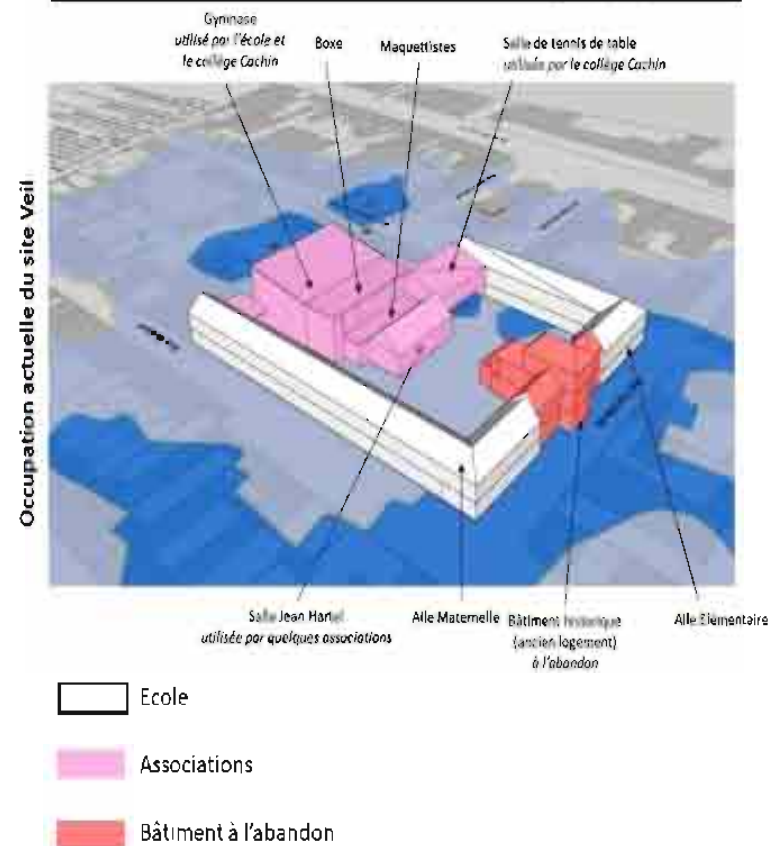 Gymnase
utilisé par l'école et
le collège Cachin
Boxe
Maquettistes
Salle de tennis de table
utilisée par le collège Cachin
Occupation actuelle du site Veil
Salle Jean
utilisée par quelques associations
Aile Maternelle
Bâtiment historique
(ancien logement)
à l'abandon
Aile Elémentaire
Ecole
Associations
Bâtiment à l'abandon